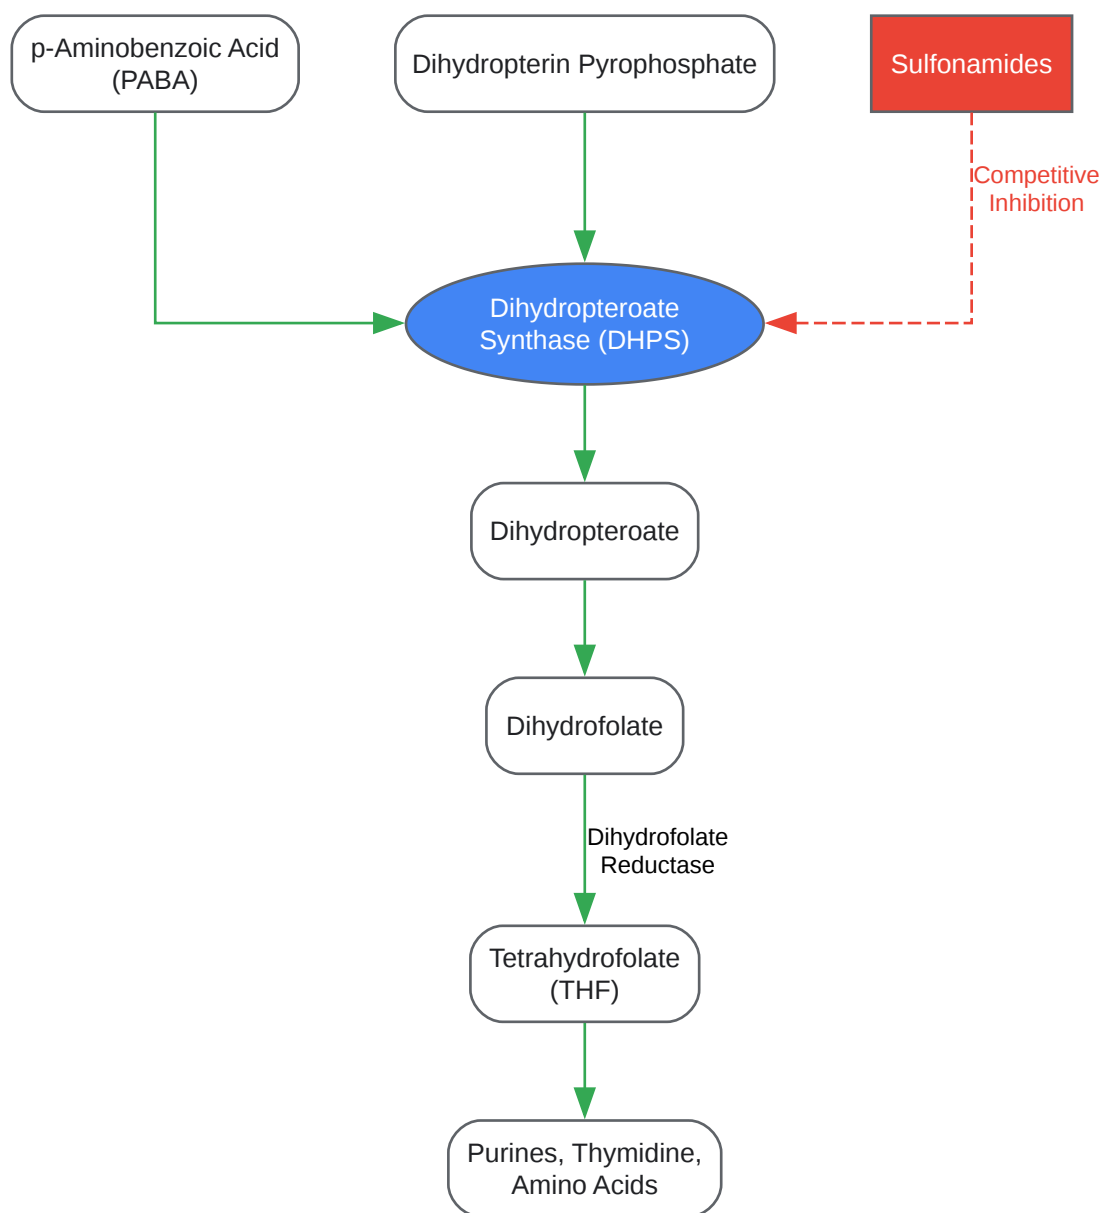 p-Aminobenzoic Acid
(PABA)
Dihydropterin Pyrophosphate
Sulfonamides
Competitive
Inhibition
Dihydropteroate
Synthase (DHPS)
Dihydropteroate
Dihydrofolate
Dihydrofolate
Reductase
Tetrahydrofolate
(THF)
Purines, Thymidine,
Amino Acids